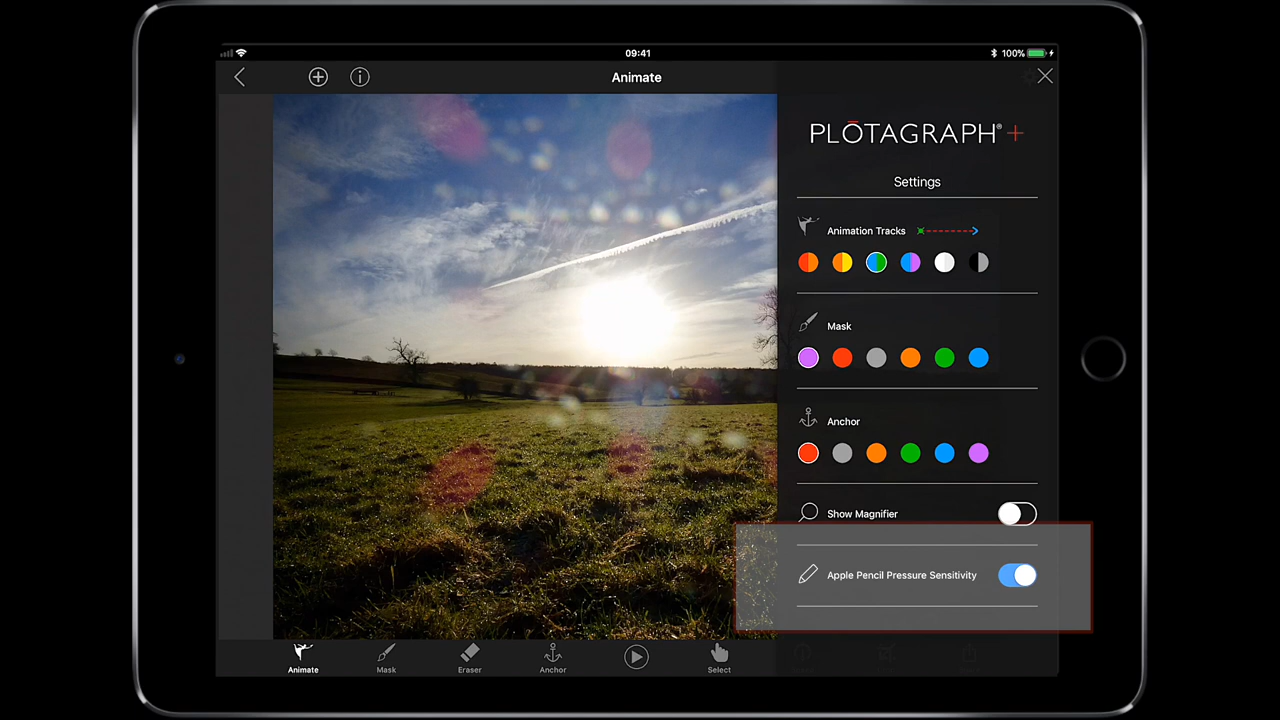 09:41
100%
Animate
PLŌTAGRAPH®+
Settings
Animation Tracks
Mask
Anchor
Show Magnifier
Apple Pencil Pressure Sensitivity
Animate
Mask
Eraser
Anchor
Select